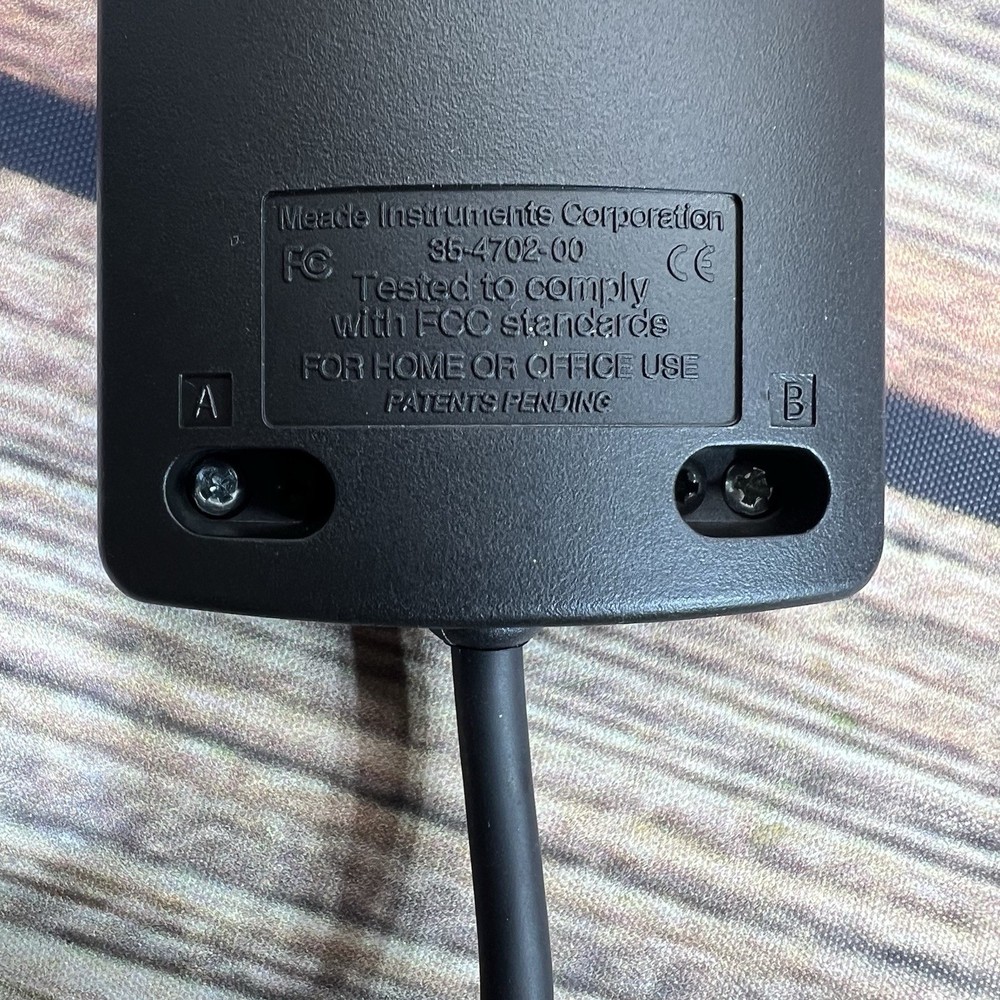 Meade Instruments Corporation
35-4702-00
FC CE
Tested to comply
with FCC standards
FOR HOME OR OFFICE USE
PATENTS PENDING
A B